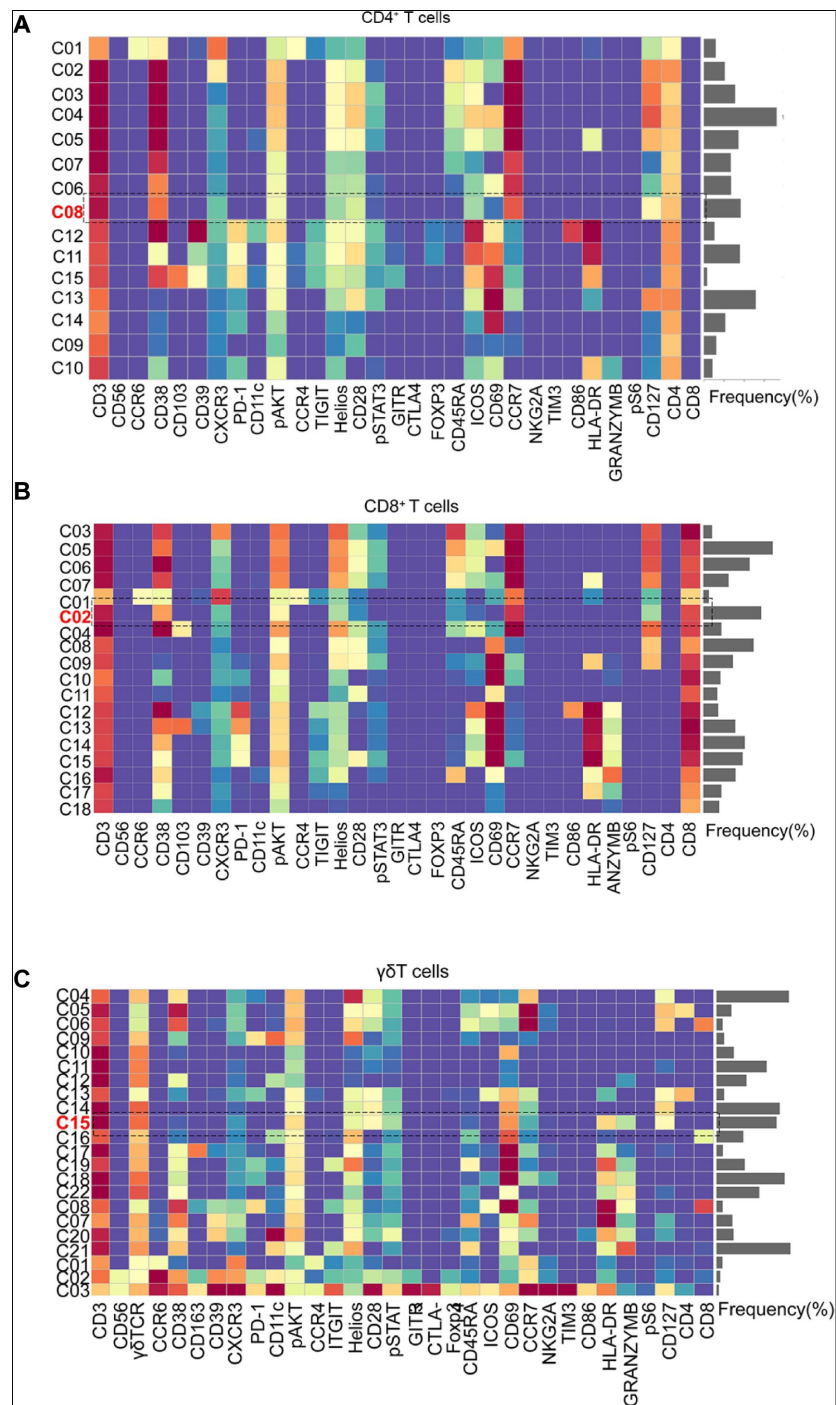 A
CD4⁺ T cells
C01
C02
C03
C04
C05
C07
C06
C08
C12
C11
C15
C13
C14
C09
C10
CD3
CD56
CCR6
CD38
CD103
CD39
CXCR3
PD-1
CD11c
pAKT
CCR4
TIGIT
Helios
CD28
pSTAT3
GITR
CTLA4
FOXP3
CD45RA
ICOS
CD69
CCR7
NKG2A
TIM3
CD86
HLA-DR
GRANZYMB
pS6
CD127
CD4
CD8
Frequency(%)
B
CD8⁺ T cells
C03
C05
C06
C07
C01
C02
C04
C08
C09
C10
C11
C12
C13
C14
C15
C16
C17
C18
CD3
CD56
CCR6
CD38
CD103
CD39
CXCR3
PD-1
CD11c
pAKT
CCR4
TIGIT
Helios
CD28
pSTAT3
GITR
CTLA4
FOXP3
CD45RA
ICOS
CD69
CCR7
NKG2A
TIM3
CD86
HLA-DR
ANZYMB
pS6
CD127
CD4
CD8
Frequency(%)
C
γδT cells
C04
C05
C06
C09
C10
C11
C12
C13
C14
C15
C16
C17
C19
C18
C22
C08
C07
C20
C21
C01
C02
C03
CD3
CD56
γδTCR
CCR6
CD38
CD163
CD39
CXCR3
PD-1
CD11c
pAKT
CCR4
ITGIT
Helios
CD28
pSTAT
GITR
CTLA-
Foxp3
CD45RA
ICOS
CD69
CCR7
NKG2A
TIM3
CD86
HLA-DR
GRANZYMB
pS6
CD127
CD4
CD8
Frequency(%)